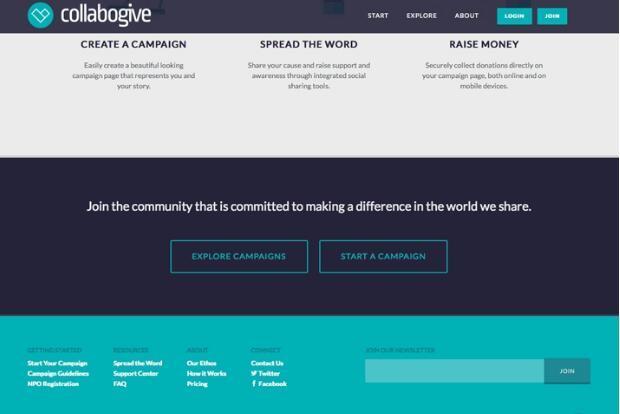 collabogive
START EXPLORE ABOUT LOGIN JOIN
CREATE A CAMPAIGN
Easily create a beautiful looking
campaign page that represents you and
your story.
SPREAD THE WORD
Share your cause and raise support and
awareness through integrated social
sharing tools.
RAISE MONEY
Securely collect donations directly on
your campaign page, both online and on
mobile devices.
Join the community that is committed to making a difference in the world we share.
EXPLORE CAMPAIGNS
START A CAMPAIGN
GETTING STARTED
Start Your Campaign
Campaign Guidelines
NPO Registration
RESOURCES
Spread the Word
Support Center
FAQ
ABOUT
Our Ethos
How it Works
Pricing
CONNECT
Contact Us
Twitter
Facebook
JOIN OUR NEWSLETTER
JOIN